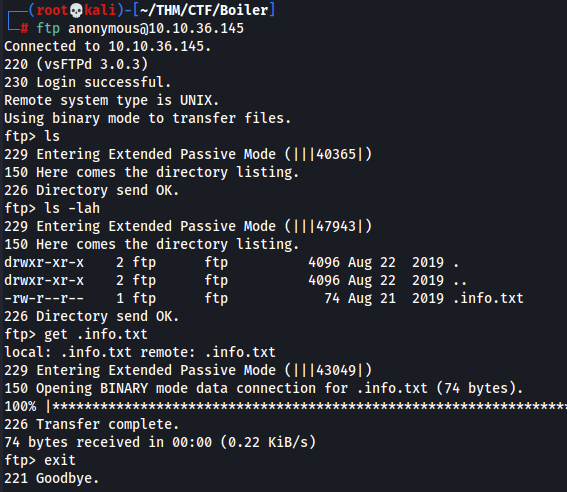 ┌──(root💀kali)-[~/THM/CTF/Boiler]
└─# ftp anonymous@10.10.36.145
Connected to 10.10.36.145.
220 (vsFTPd 3.0.3)
230 Login successful.
Remote system type is UNIX.
Using binary mode to transfer files.
ftp> ls
229 Entering Extended Passive Mode (|||40365|)
150 Here comes the directory listing.
226 Directory send OK.
ftp> ls -lah
229 Entering Extended Passive Mode (|||47943|)
150 Here comes the directory listing.
drwxr-xr-x    2 ftp      ftp          4096 Aug 22  2019 .
drwxr-xr-x    2 ftp      ftp          4096 Aug 22  2019 ..
-rw-r--r--    1 ftp      ftp            74 Aug 21  2019 .info.txt
226 Directory send OK.
ftp> get .info.txt
local: .info.txt remote: .info.txt
229 Entering Extended Passive Mode (|||43049|)
150 Opening BINARY mode data connection for .info.txt (74 bytes).
100% |*****************************************************************
226 Transfer complete.
74 bytes received in 00:00 (0.22 KiB/s)
ftp> exit
221 Goodbye.